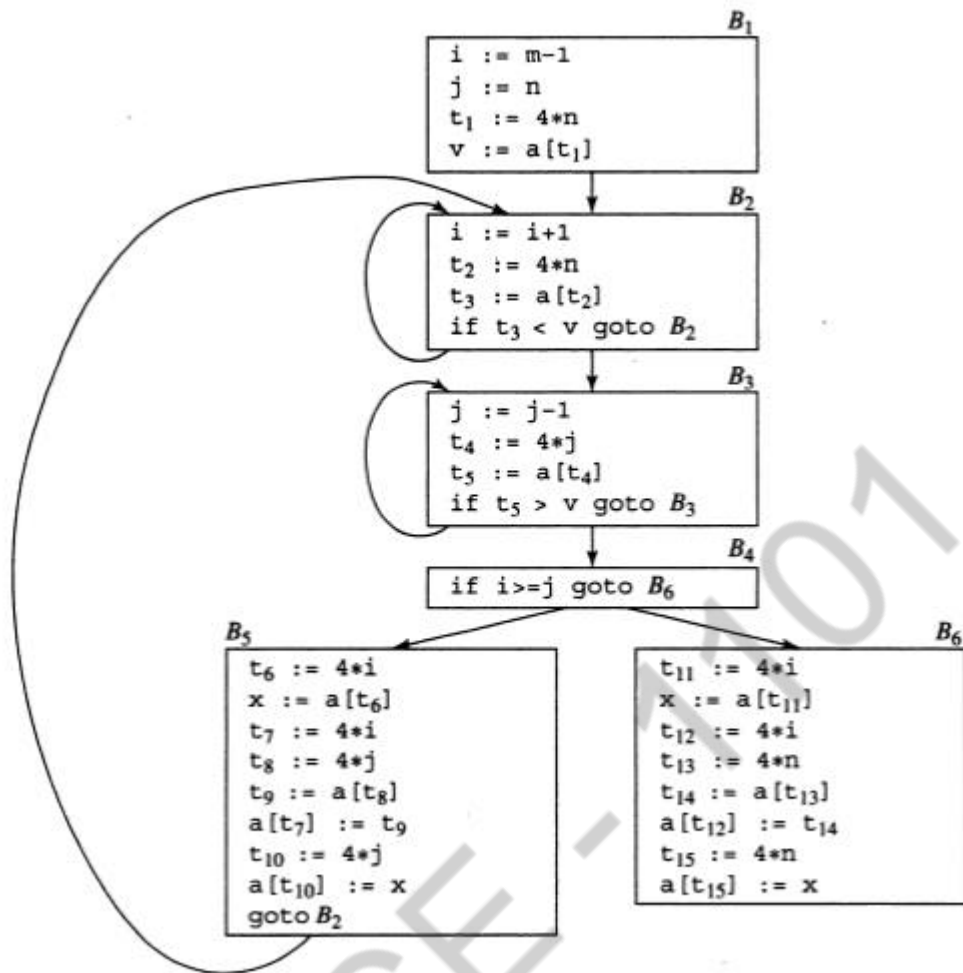 B₁
i := m-1
j := n
t₁ := 4*n
v := a[t₁]
B₂
i := i+1
t₂ := 4*n
t₃ := a[t₂]
if t₃ < v goto B₂
B₃
j := j-1
t₄ := 4*j
t₅ := a[t₄]
if t₅ > v goto B₃
B₄
if i>=j goto B₆
B₅
t₆ := 4*i
x := a[t₆]
t₇ := 4*i
t₈ := 4*j
t₉ := a[t₈]
a[t₇] := t₉
t₁₀ := 4*j
a[t₁₀] := x
goto B₂
B₆
t₁₁ := 4*i
x := a[t₁₁]
t₁₂ := 4*i
t₁₃ := 4*n
t₁₄ := a[t₁₃]
a[t₁₂] := t₁₄
t₁₅ := 4*n
a[t₁₅] := x
CE - 1101